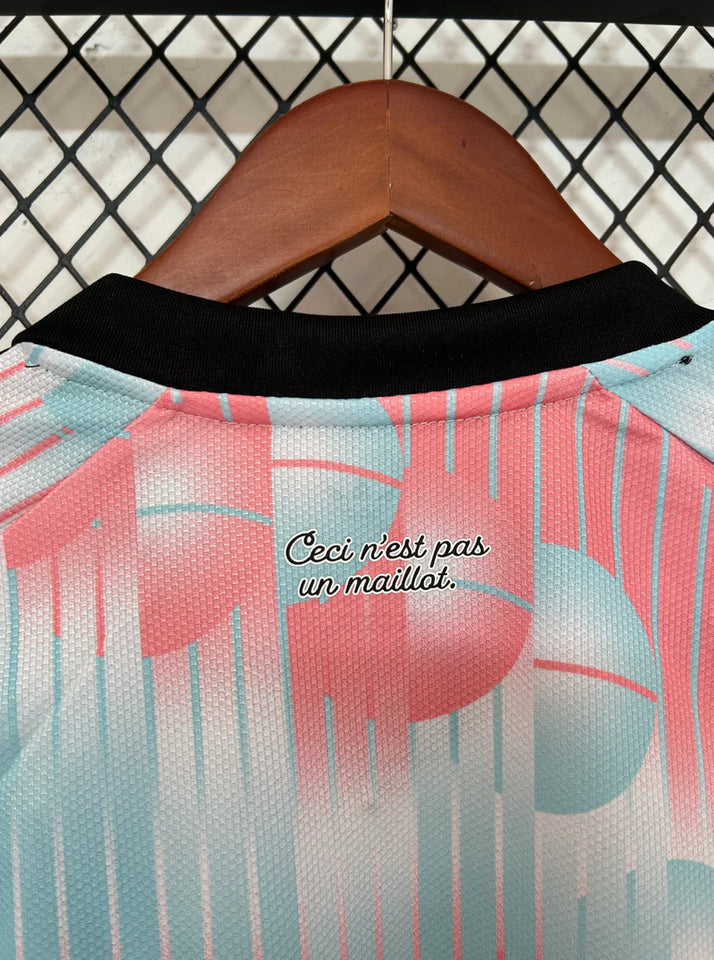 Ceci n'est pas
un maillot.